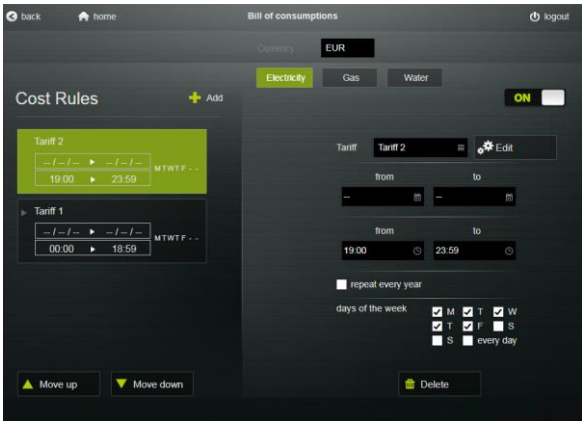 back home Bill of consumptions logout
Currency EUR
Electricity Gas Water
Cost Rules Add ON
Tariff 2
-- / -- / -- -- / -- / --
19:00 23:59
M T W T F - -
Tariff 1
-- / -- / -- -- / -- / --
00:00 18:59
M T W T F - -
Tariff Tariff 2 Edit
from to
-- --
from to
19:00 23:59
repeat every year
days of the week M T W
T F S
S every day
Move up Move down Delete